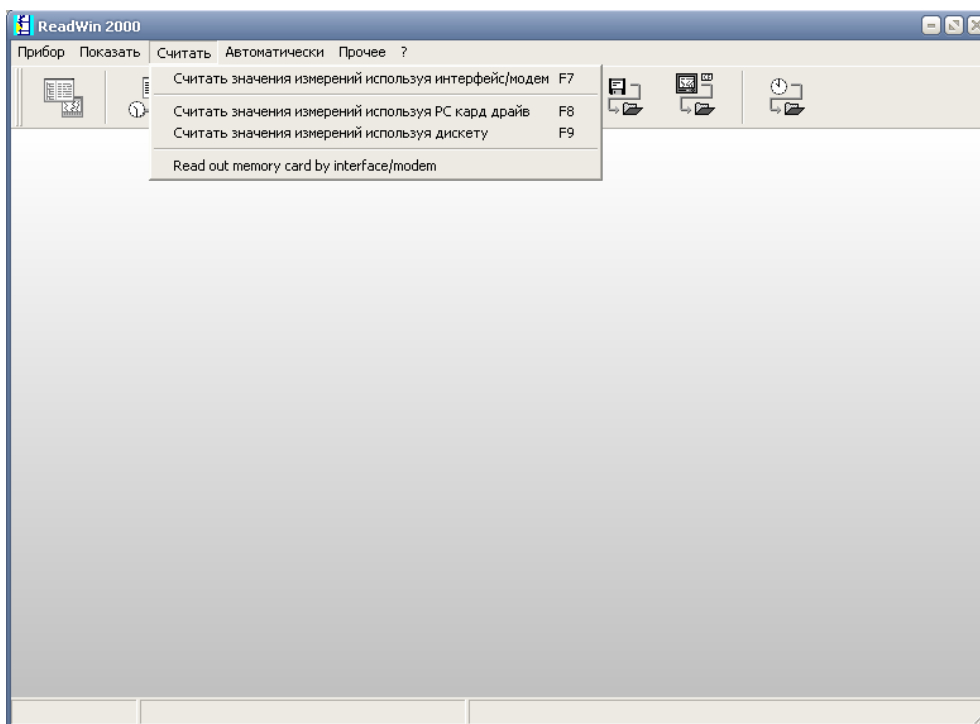 ReadWin 2000
Прибор Показать Считать Автоматически Прочее ?
Считать значения измерений используя интерфейс/модем F7
Считать значения измерений используя PC кард драйв F8
Считать значения измерений используя дискету F9
Read out memory card by interface/modem